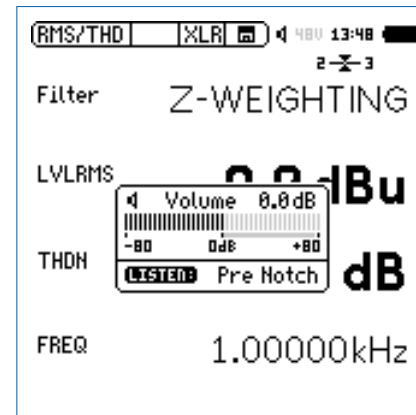 RMS/THD XLR 48V 13:48
2 3
Filter Z-WEIGHTING
LVLRMS dBu
Volume 0.0dB
-80 0dB +80
THDN dB
LISTEN: Pre Notch
FREQ 1.00000kHz